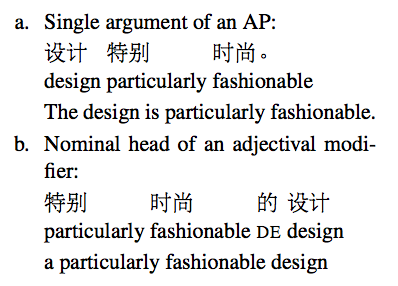 a. Single argument of an AP:
设计 特别 时尚。
design particularly fashionable
The design is particularly fashionable.
b. Nominal head of an adjectival modi-
fier:
特别 时尚 的 设计
particularly fashionable DE design
a particularly fashionable design